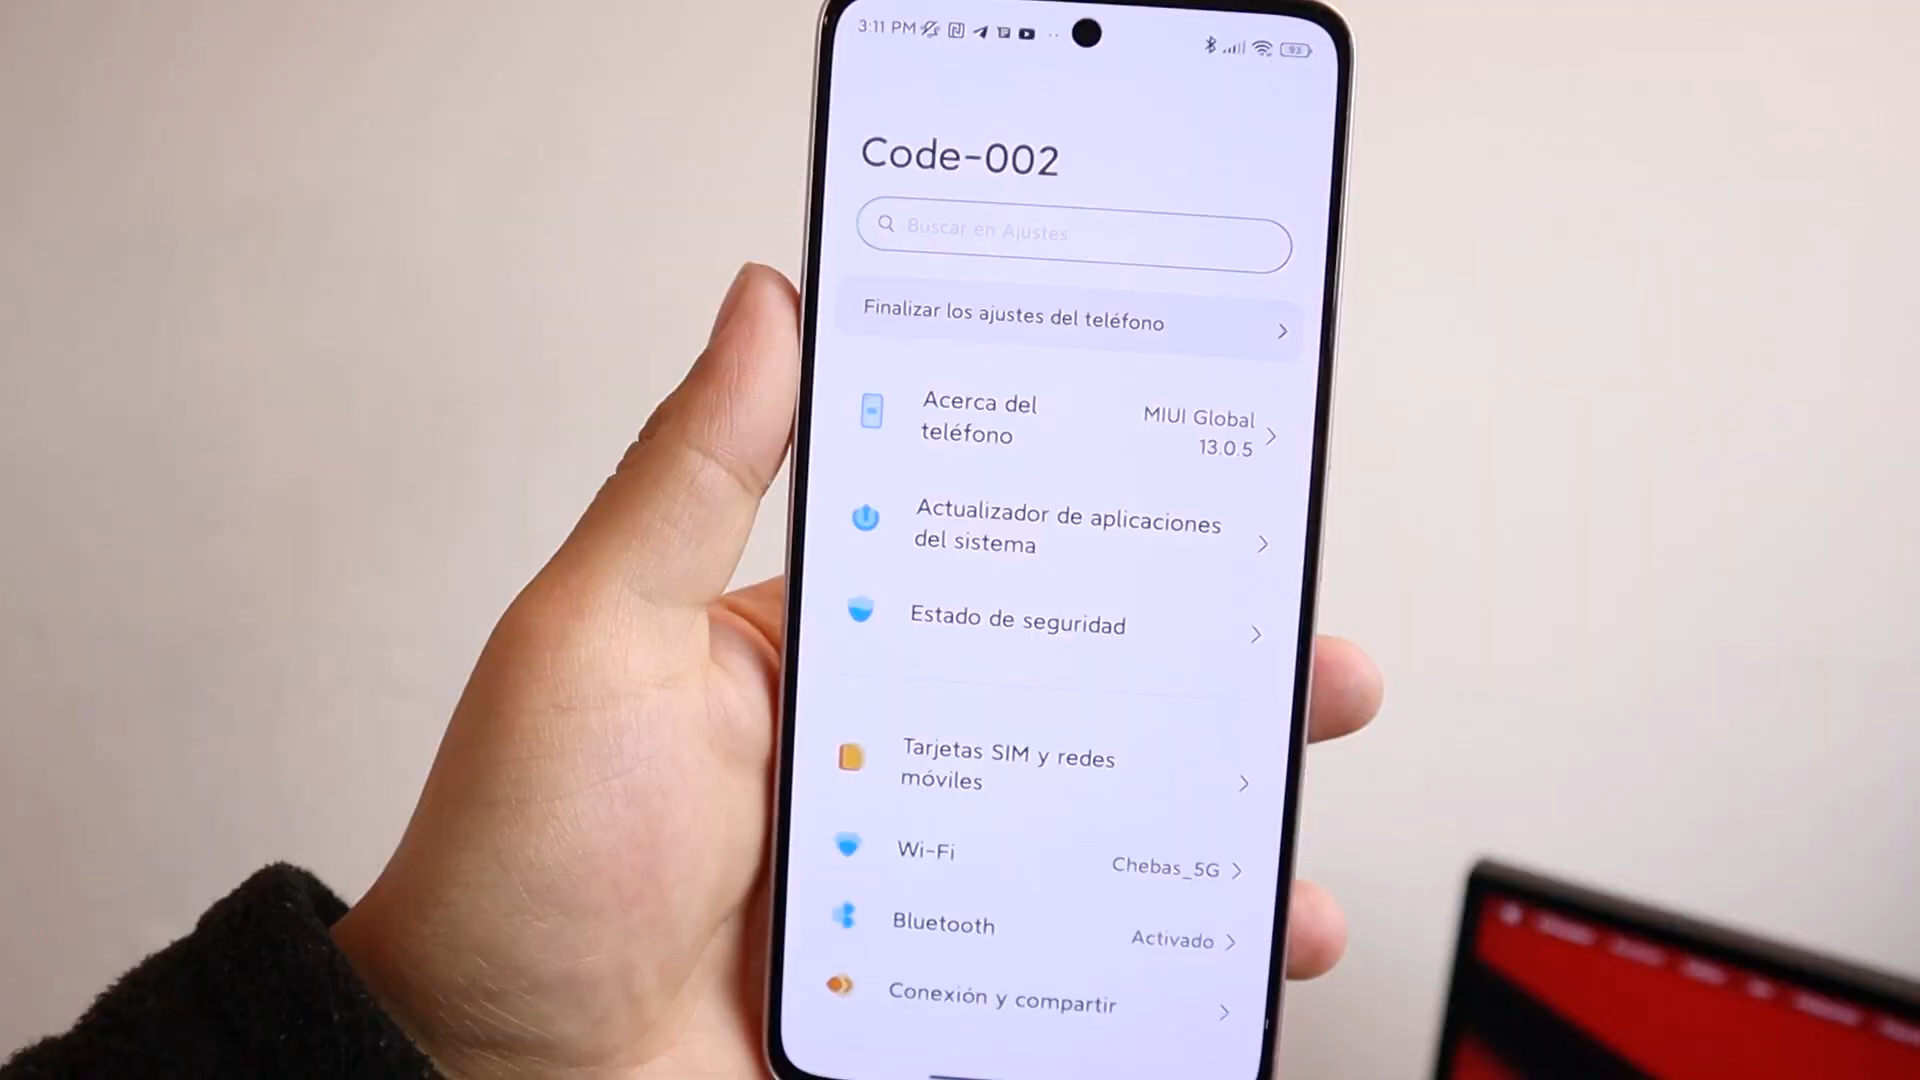 3:11 PM
93
Code-002
Buscar en Ajustes
Finalizar los ajustes del teléfono
Acerca del
teléfono
MIUI Global
13.0.5
Actualizador de aplicaciones
del sistema
Estado de seguridad
Tarjetas SIM y redes
móviles
Wi-Fi
Chebas_5G
Bluetooth
Activado
Conexión y compartir